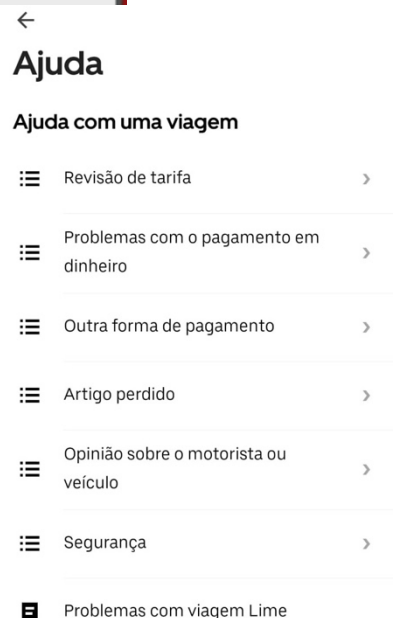 Ajuda
Ajuda com uma viagem
Revisão de tarifa
Problemas com o pagamento em
dinheiro
Outra forma de pagamento
Artigo perdido
Opinião sobre o motorista ou
veículo
Segurança
Problemas com viagem Lime